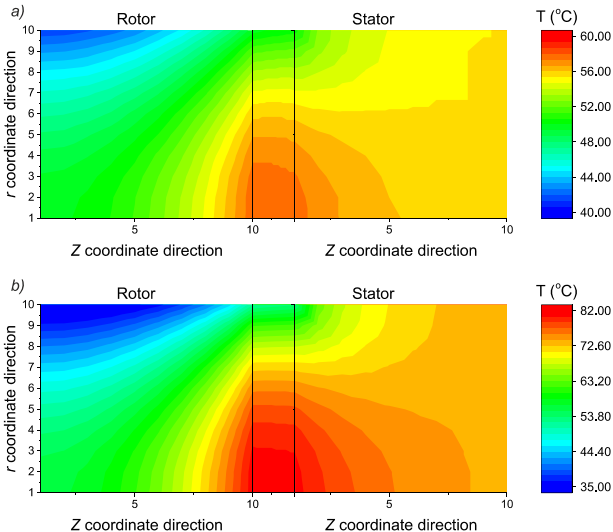 a)
Rotor
Stator
T (°C)
r coordinate direction
10
9
8
7
6
5
4
3
2
1
5
10
10
Z coordinate direction
Z coordinate direction
60.00
56.00
52.00
48.00
44.00
40.00
b)
Rotor
Stator
T (°C)
r coordinate direction
10
9
8
7
6
5
4
3
2
1
5
10
5
10
Z coordinate direction
Z coordinate direction
82.00
72.60
63.20
53,80
44.40
35,00